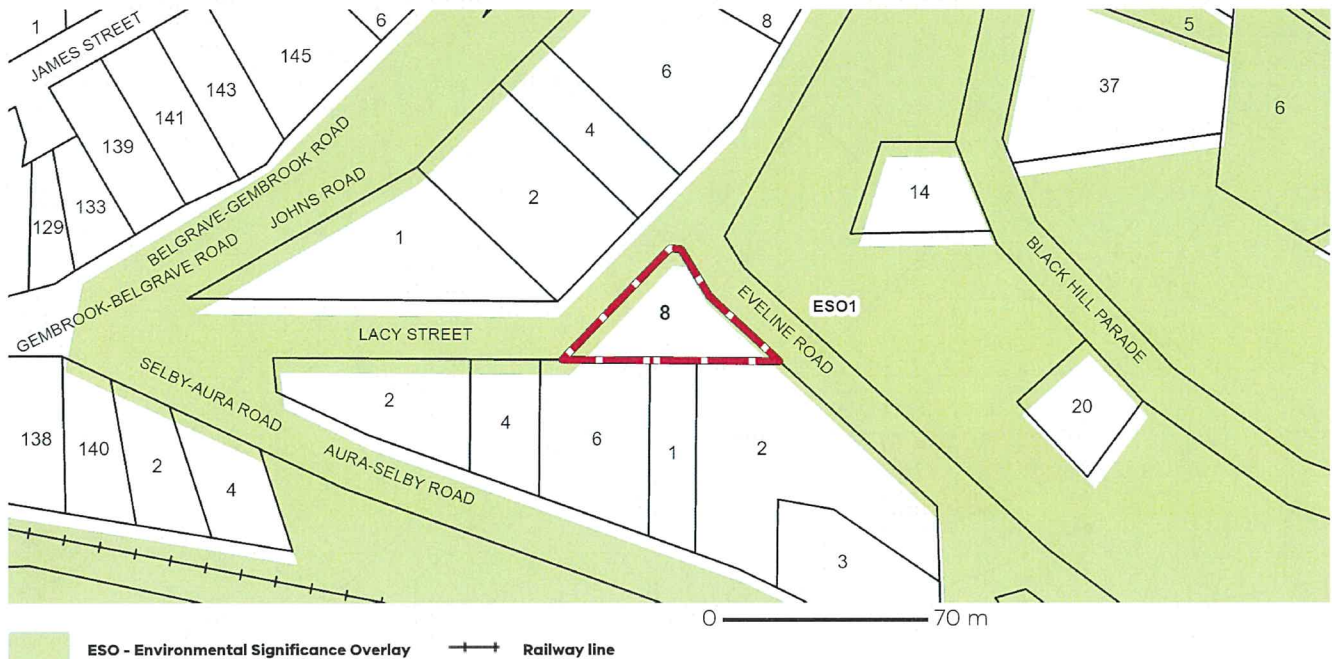 1
JAMES STREET
6
145
143
141
139
133
129
8
6
4
2
1
5
37
6
14
BELGRAVE-GEMBROOK ROAD
JOHNS ROAD
GEMBROOK-BELGRAVE ROAD
BLACK HILL PARADE
EVELINE ROAD
ESO1
8
LACY STREET
SELBY-AURA ROAD
AURA-SELBY ROAD
2
4
6
1
2
3
20
138
140
2
4
0 70 m
ESO - Environmental Significance Overlay
Railway line